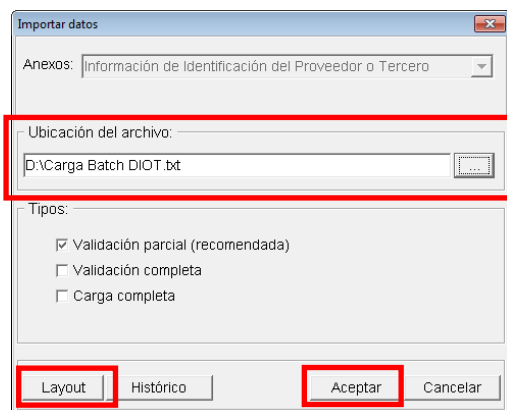 Importar datos
Anexos: Información de Identificación del Proveedor o Tercero
Ubicación del archivo:
D:\Carga Batch DIOT.txt ...
Tipos:
Validación parcial (recomendada)
Validación completa
Carga completa
Layout Histórico Aceptar Cancelar